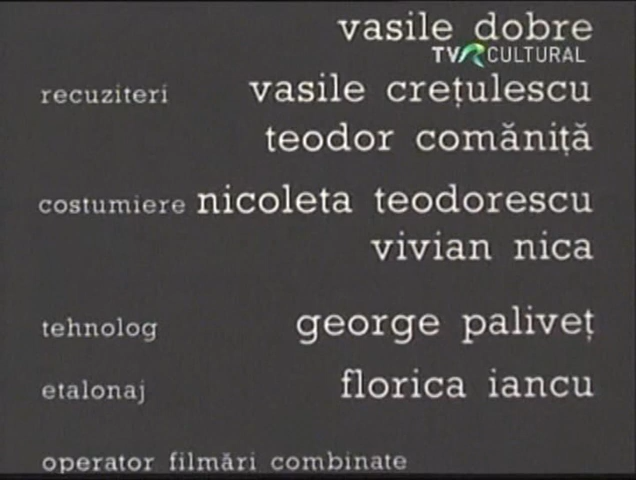 vasile dobre
TVR CULTURAL
recuziteri vasile crețulescu
teodor comăniță
costumiere nicoleta teodorescu
vivian nica
tehnolog george paliveț
etalonaj florica iancu
operator filmări combinate